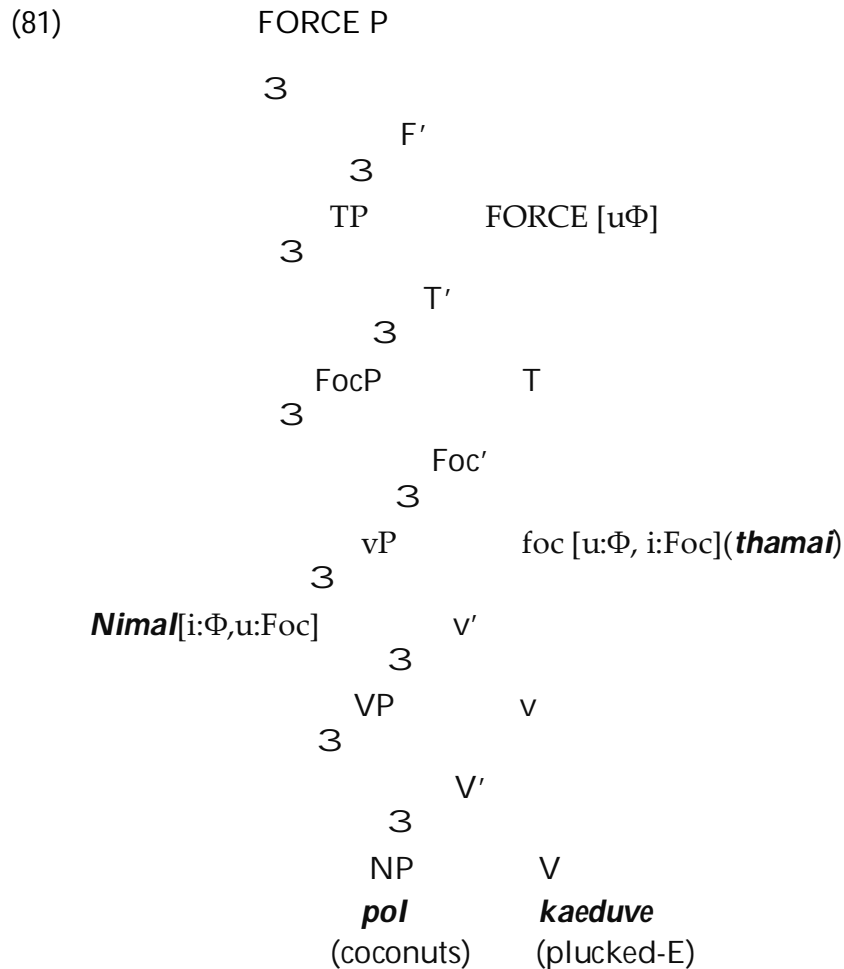 (81) FORCE P
3
F′
3
TP FORCE [uΦ]
3
T′
3
FocP T
3
Foc′
3
vP foc [u:Φ, i:Foc](thamai)
3
Nimal[i:Φ,u:Foc] v′
3
VP v
3
V′
3
NP V
pol kaeduve
(coconuts) (plucked-E)